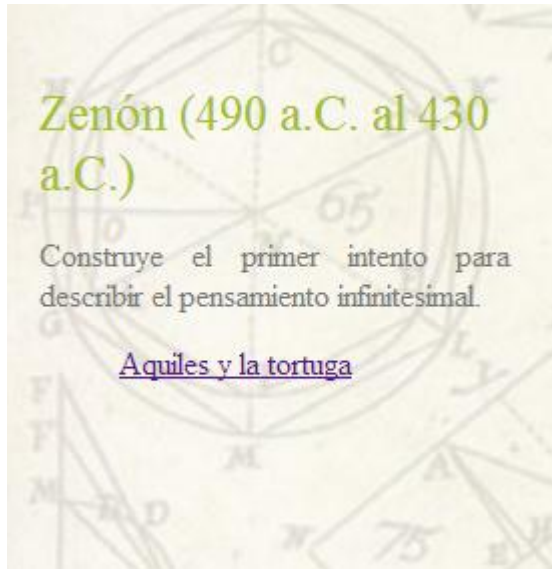 Zenón (490 a.C. al 430
a.C.)
Construye el primer intento para
describir el pensamiento infinitesimal.
Aquiles y la tortuga